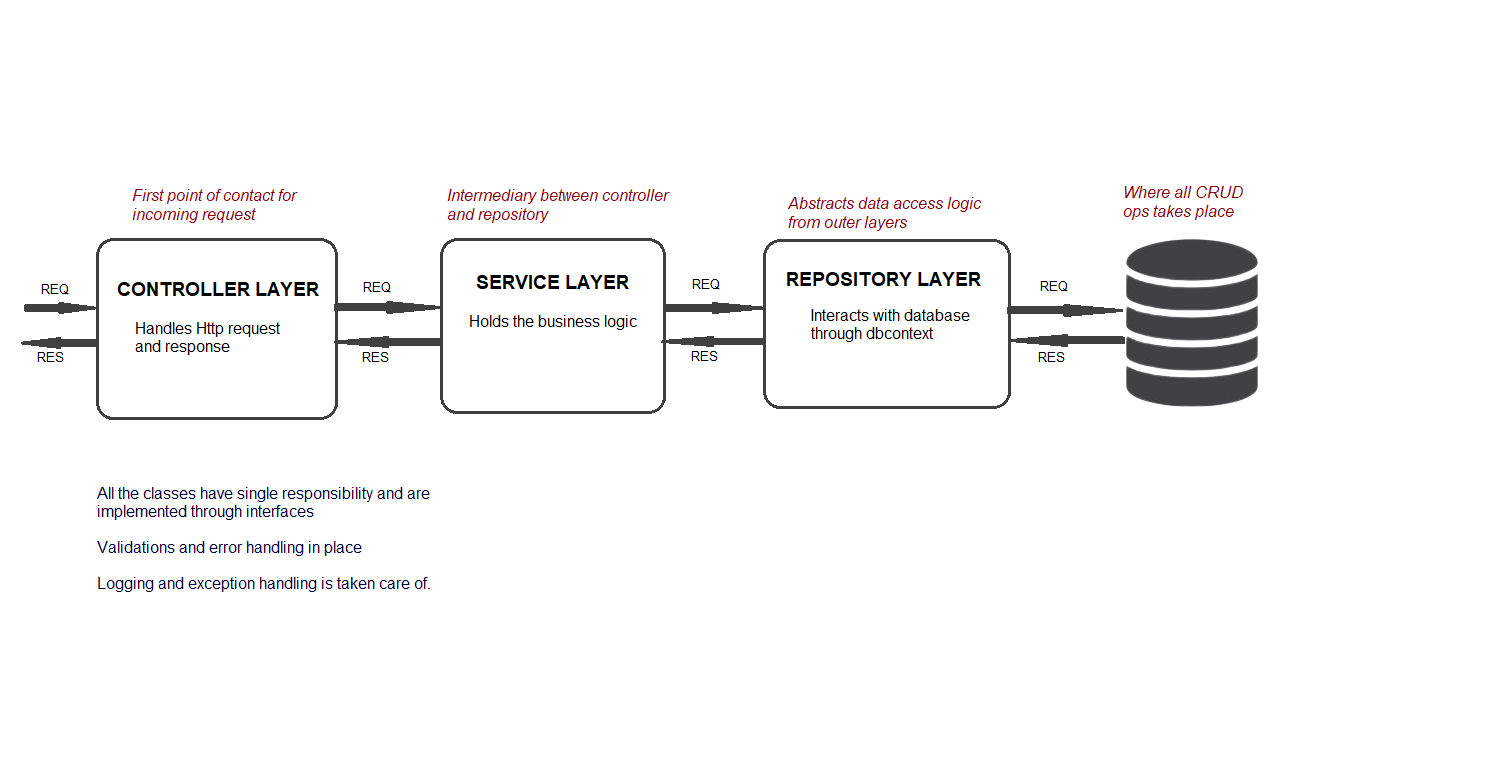 First point of contact for
incoming request
Intermediary between controller
and repository
Abstracts data access logic
from outer layers
Where all CRUD
ops takes place
REQ
RES
CONTROLLER LAYER
Handles Http request
and response
REQ
RES
SERVICE LAYER
Holds the business logic
REQ
RES
REPOSITORY LAYER
Interacts with database
through dbcontext
REQ
RES
All the classes have single responsibility and are
implemented through interfaces
Validations and error handling in place
Logging and exception handling is taken care of.